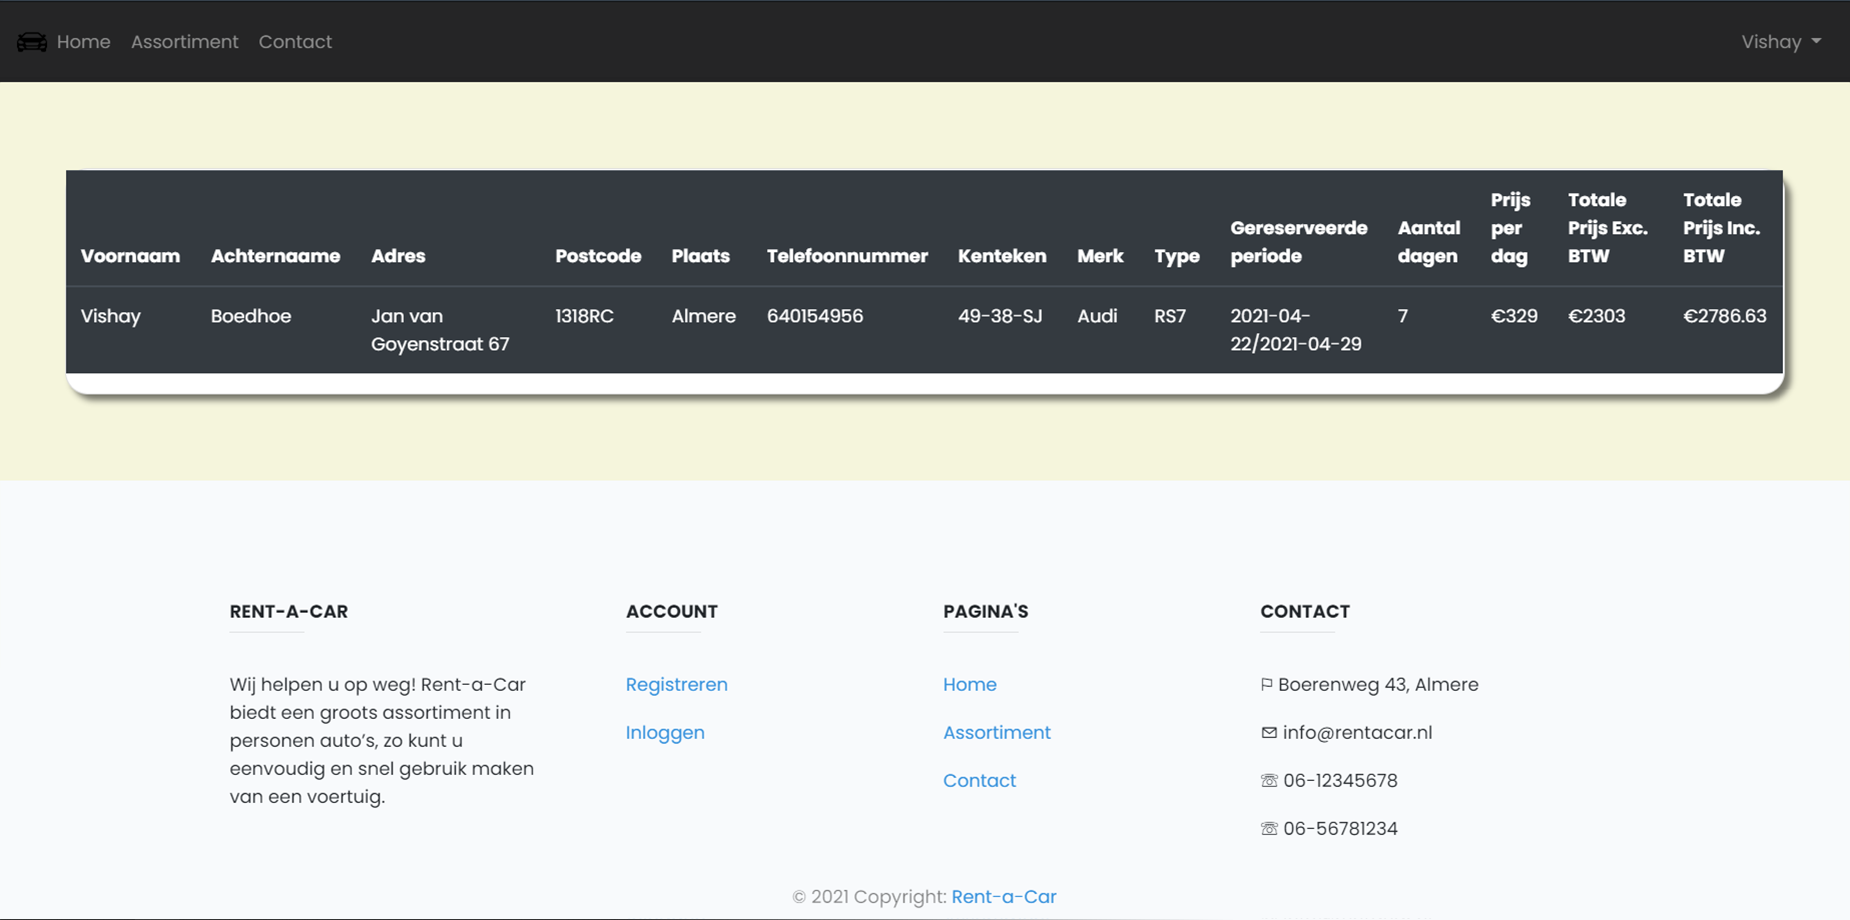 Home Assortiment Contact Vishay
Voornaam Achternaame Adres Postcode Plaats Telefoonnummer Kenteken Merk Type Gereserveerde periode Aantal dagen Prijs per dag Totale Prijs Exc. BTW Totale Prijs Inc. BTW
Vishay Boedhoe Jan van Goyenstraat 67 1318RC Almere 640154956 49-38-SJ Audi RS7 2021-04-22/2021-04-29 7 €329 €2303 €2786.63
RENT-A-CAR
Wij helpen u op weg! Rent-a-Car
biedt een groots assortiment in
personen auto’s, zo kunt u
eenvoudig en snel gebruik maken
van een voertuig.
ACCOUNT
Registreren
Inloggen
PAGINA'S
Home
Assortiment
Contact
CONTACT
Boerenweg 43, Almere
info@rentacar.nl
06-12345678
06-56781234
© 2021 Copyright: Rent-a-Car